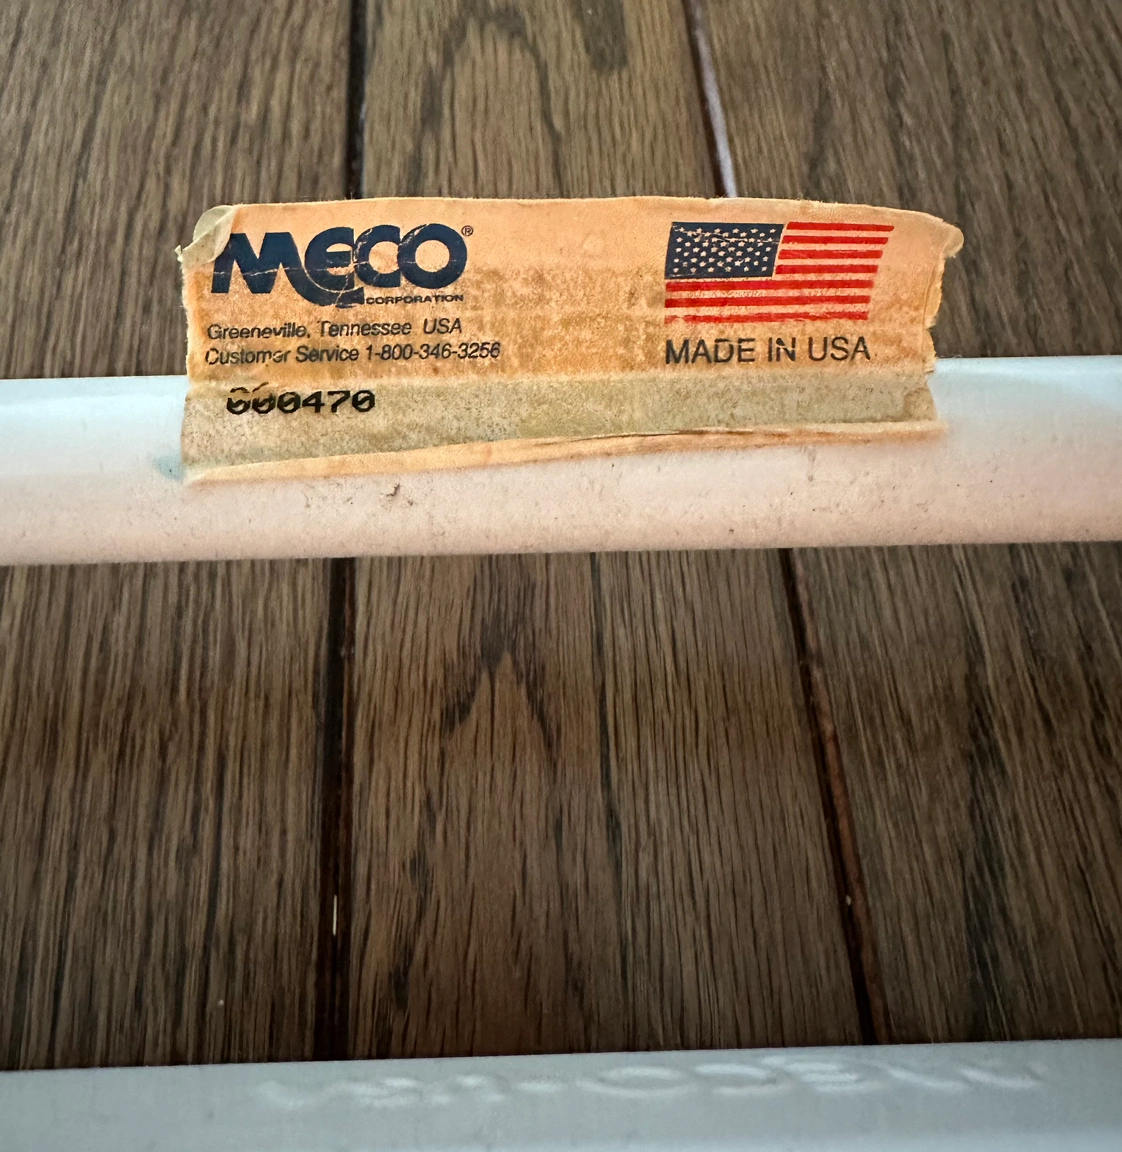 MECO®
CORPORATION
Greeneville, Tennessee USA
Customer Service 1-800-346-3256
000470
MADE IN USA